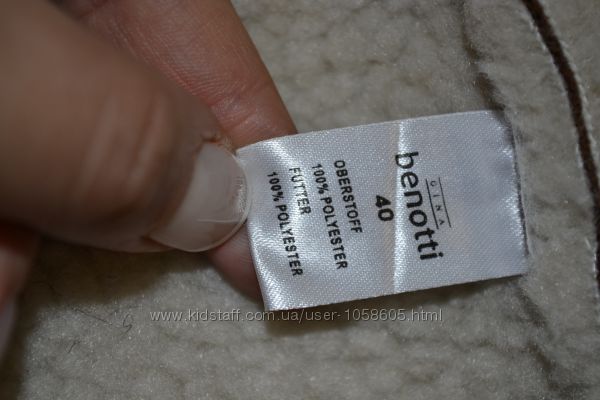 GINA
benotti
40
OBERSTOFF
100% POLYESTER
FUTTER
100% POLYESTER
www.kidstaff.com.ua/user-1058605.html